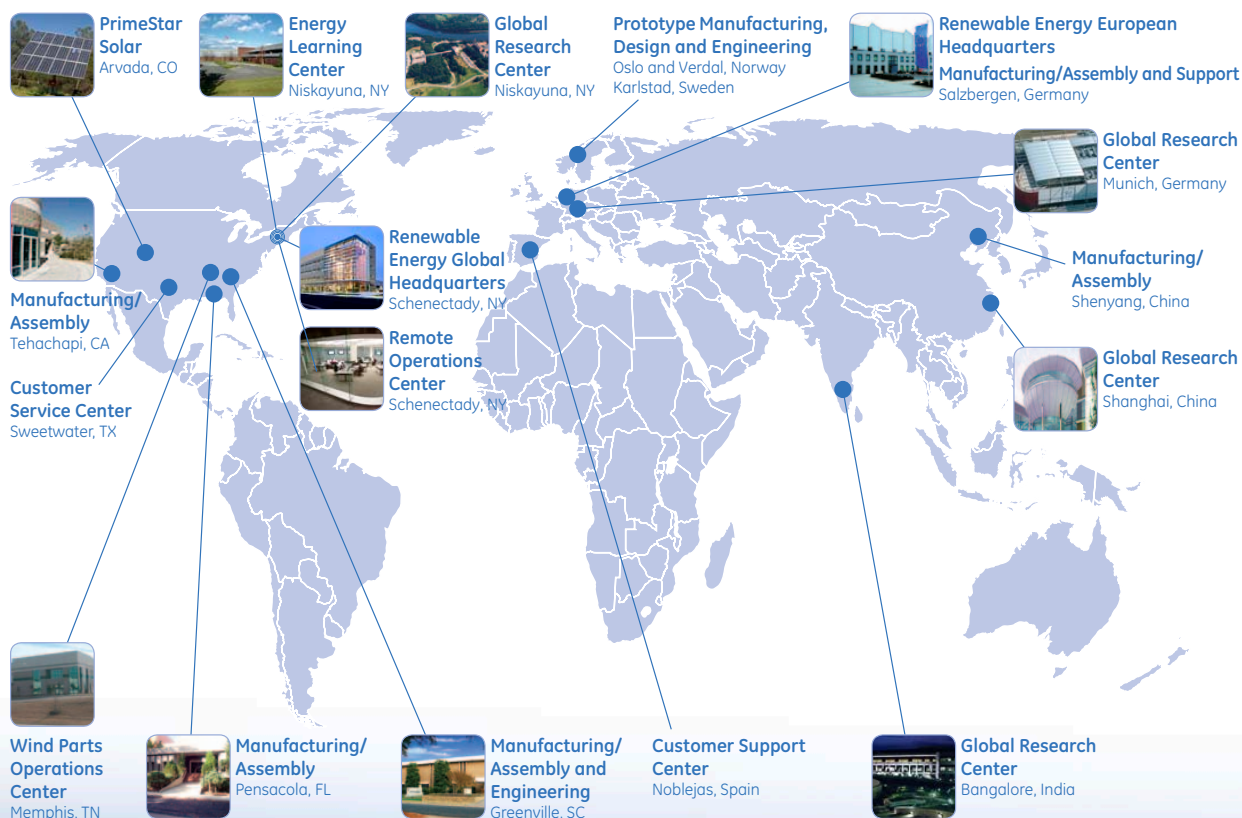 PrimeStar
Solar
Arvada, CO
Energy
Learning
Center
Niskayuna, NY
Global
Research
Center
Niskayuna, NY
Prototype Manufacturing,
Design and Engineering
Oslo and Verdal, Norway
Karlstad, Sweden
Renewable Energy European
Headquarters
Manufacturing/Assembly and Support
Salzbergen, Germany
Global Research
Center
Munich, Germany
Manufacturing/
Assembly
Tehachapi, CA
Renewable
Energy Global
Headquarters
Schenectady, NY
Manufacturing/
Assembly
Shenyang, China
Remote
Operations
Center
Schenectady, NY
Customer
Service Center
Sweetwater, TX
Global Research
Center
Shanghai, China
Wind Parts
Operations
Center
Memphis, TN
Manufacturing/
Assembly
Pensacola, FL
Manufacturing/
Assembly and
Engineering
Greenville, SC
Customer Support
Center
Noblejas, Spain
Global Research
Center
Bangalore, India